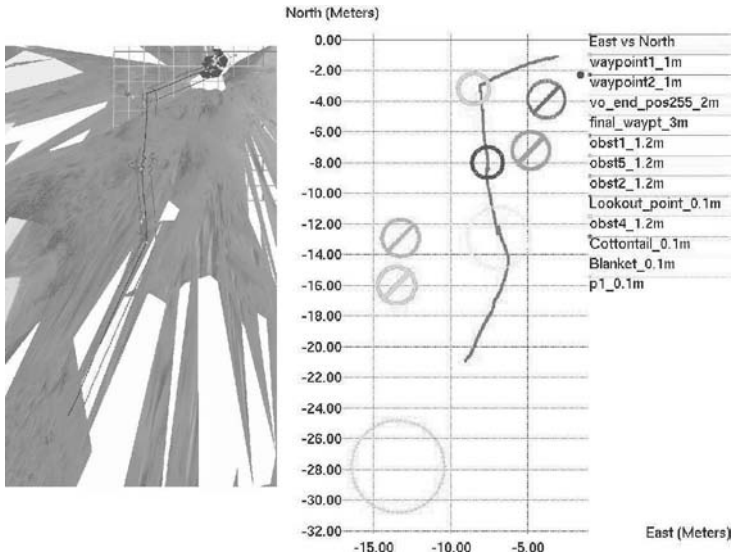 North (Meters)
0.00
-2.00
-4.00
-6.00
-8.00
-10.00
-12.00
-14.00
-16.00
-18.00
-20.00
-22.00
-24.00
-26.00
-28.00
-30.00
-32.00
-15.00
-10.00
-5.00
East (Meters)
East vs North
waypoint1_1m
waypoint2_1m
vo_end_pos255_2m
final_waypt_3m
obst1_1.2m
obst5_1.2m
obst2_1.2m
Lookout_point_0.1m
obst4_1.2m
Cottontail_0.1m
Blanket_0.1m
p1_0.1m